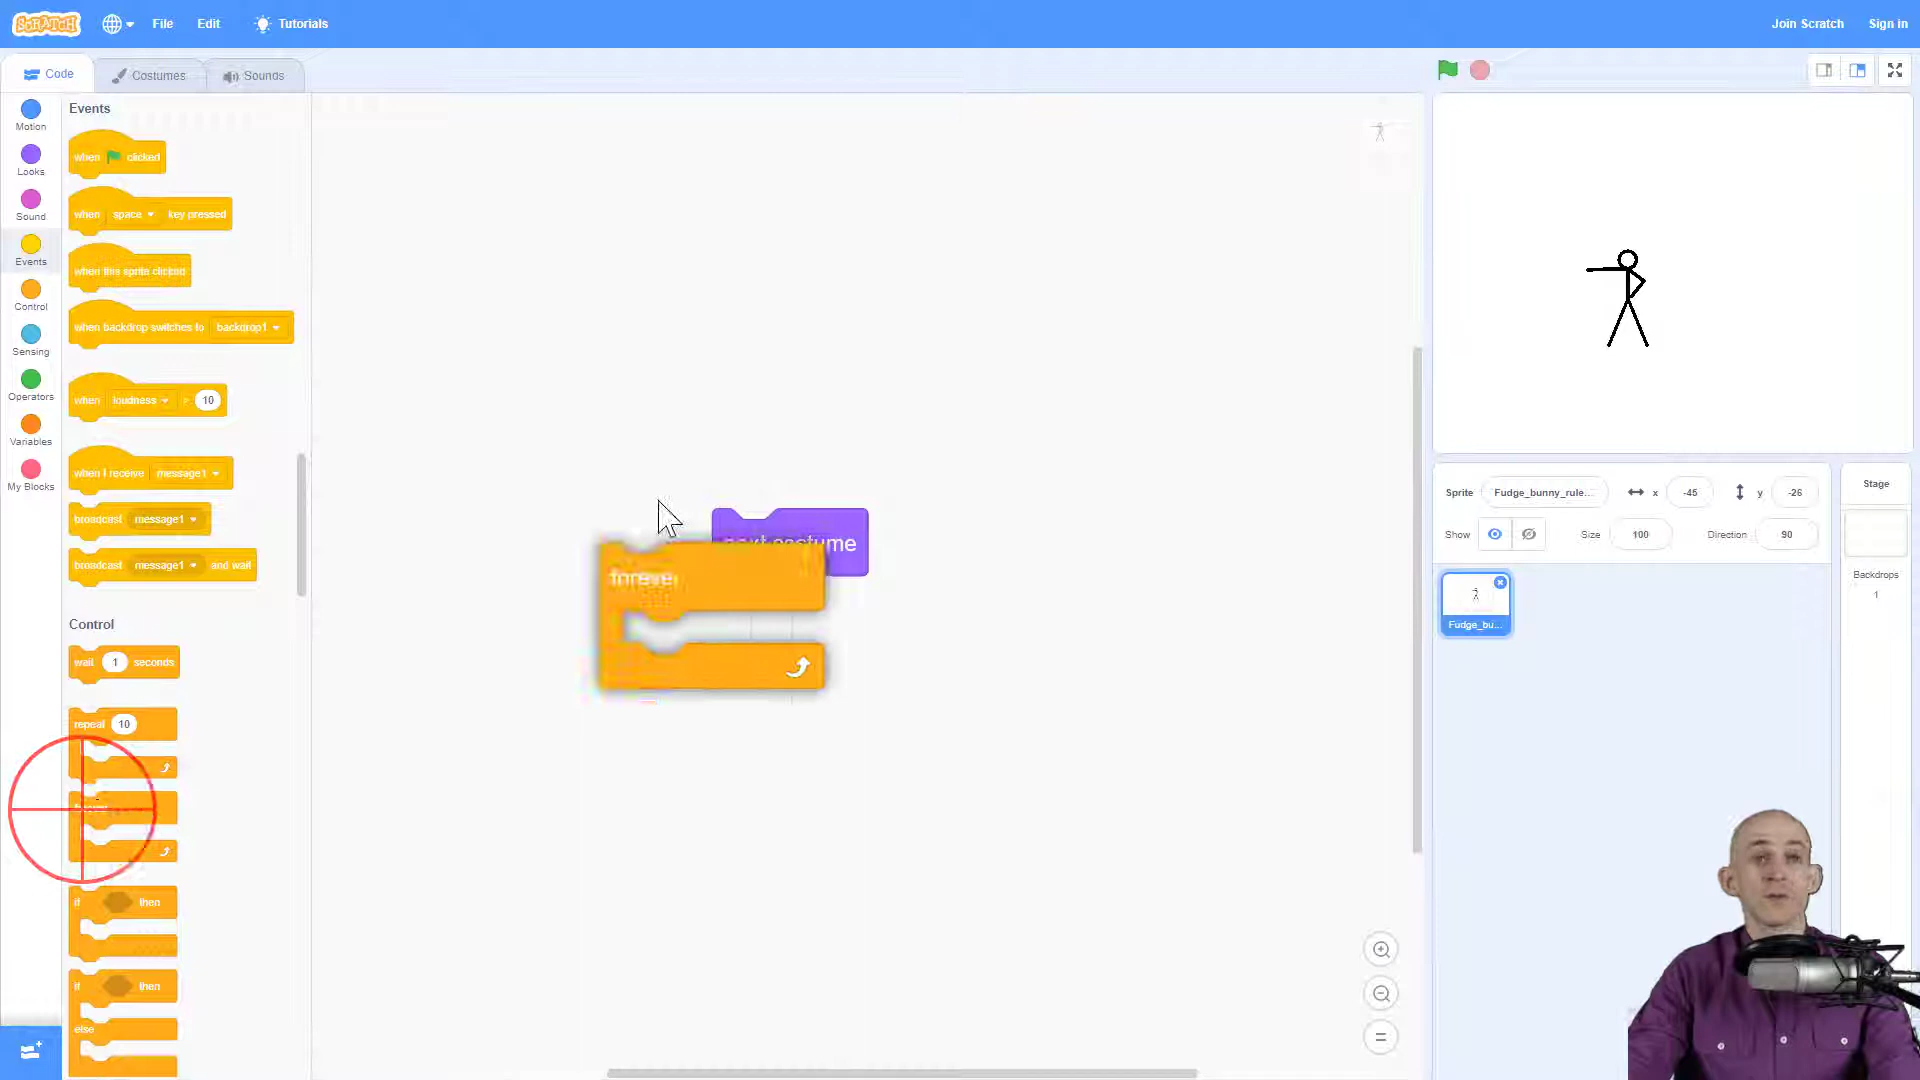 SCRATCH
File
Edit
Tutorials
Join Scratch
Sign in
Code
Costumes
Sounds
Motion
Looks
Sound
Events
Control
Sensing
Operators
Variables
My Blocks
Events
when clicked
when space key pressed
when this sprite clicked
when backdrop switches to backdrop1
when loudness > 10
when I receive message1
broadcast message1
broadcast message1 and wait
Control
wait 1 seconds
repeat 10
forever
if then
if then
else
next costume
forever
Sprite Fudge_bunny_rule... x -45 y -26
Show Size 100 Direction 90
Fudge_bu...
Stage
Backdrops
1